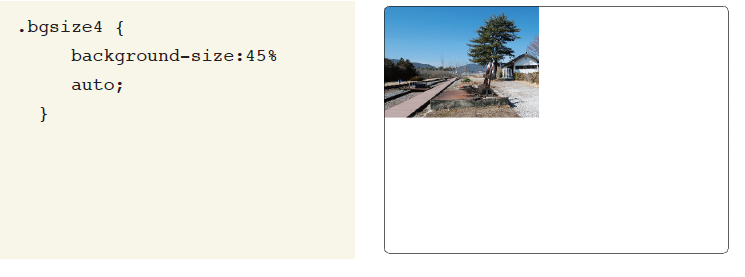 .bgsize4 {
background-size:45%
auto;
}